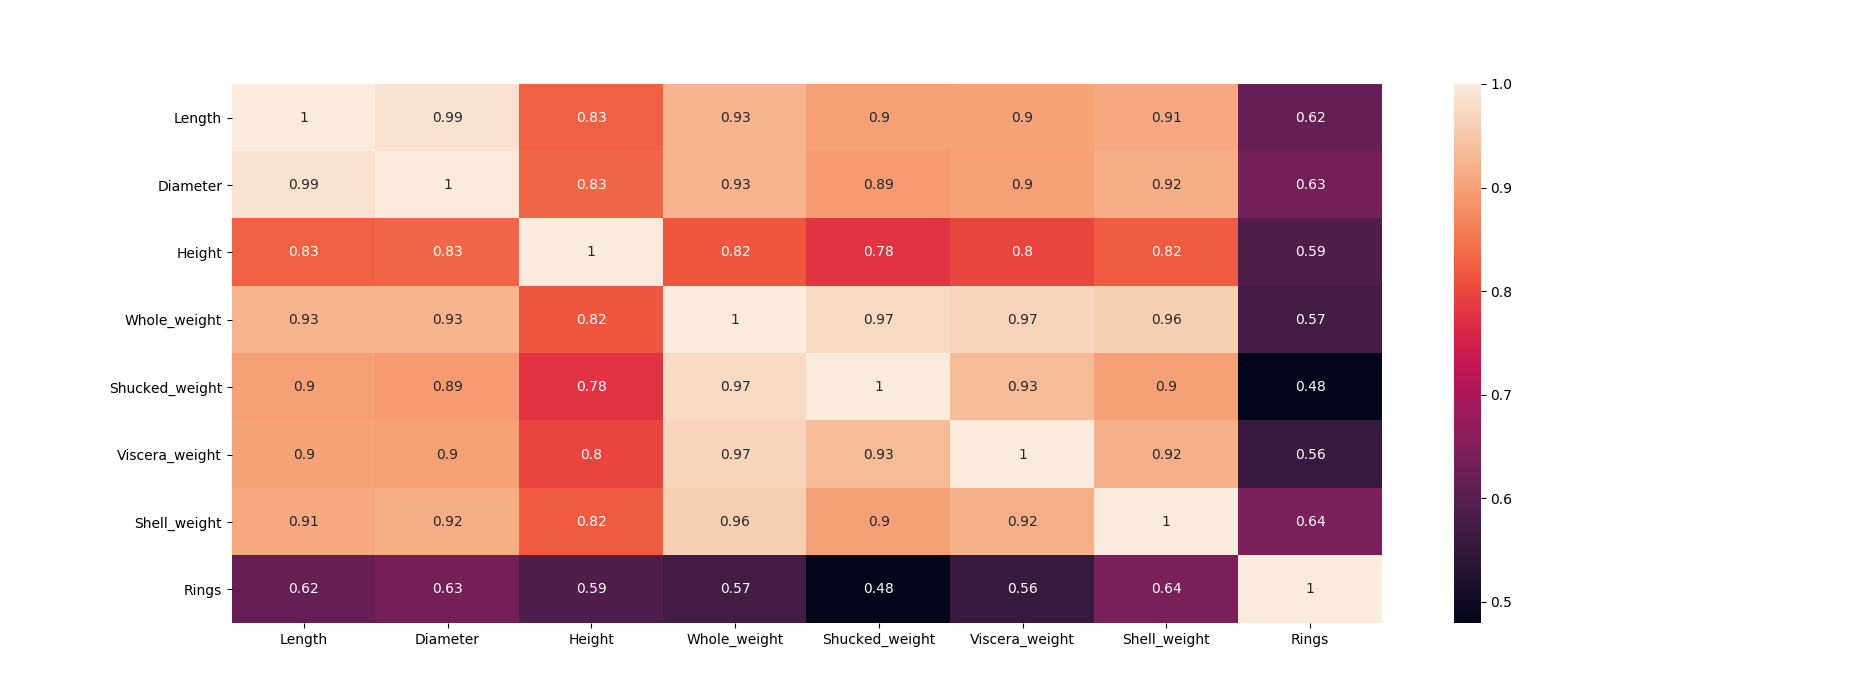 Length 1 0.99 0.83 0.93 0.9 0.9 0.91 0.62
Diameter 0.99 1 0.83 0.93 0.89 0.9 0.92 0.63
Height 0.83 0.83 1 0.82 0.78 0.8 0.82 0.59
Whole_weight 0.93 0.93 0.82 1 0.97 0.97 0.96 0.57
Shucked_weight 0.9 0.89 0.78 0.97 1 0.93 0.9 0.48
Viscera_weight 0.9 0.9 0.8 0.97 0.93 1 0.92 0.56
Shell_weight 0.91 0.92 0.82 0.96 0.9 0.92 1 0.64
Rings 0.62 0.63 0.59 0.57 0.48 0.56 0.64 1
Length Diameter Height Whole_weight Shucked_weight Viscera_weight Shell_weight Rings
1.0
0.9
0.8
0.7
0.6
0.5